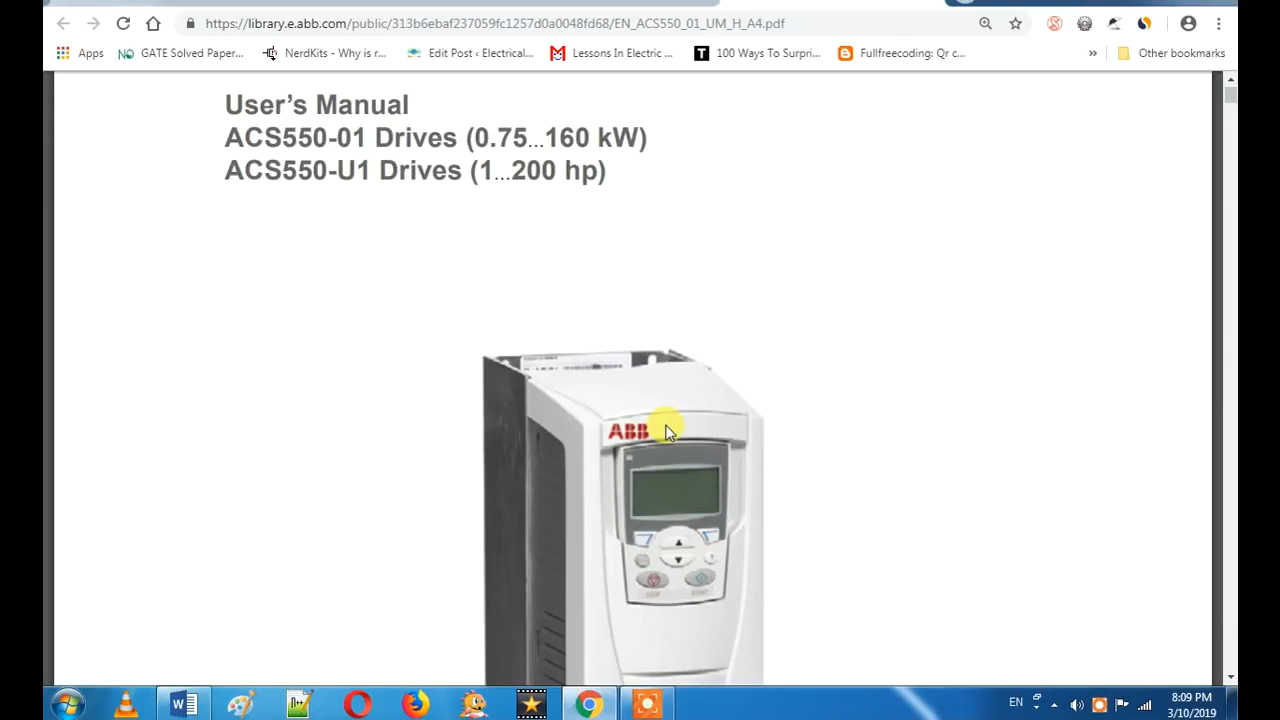 https://library.e.abb.com/public/313b6ebaf237059fc1257d0a0048fd68/EN_ACS550_01_UM_H_A4.pdf
Apps
GATE Solved Paper...
NerdKits - Why is r...
Edit Post ‹ Electrical...
Lessons In Electric ...
T
100 Ways To Surpri...
Fullfreecoding: Qr c...
»
Other bookmarks
User's Manual
ACS550-01 Drives (0.75...160 kW)
ACS550-U1 Drives (1...200 hp)
ABB
EN
8:09 PM
3/10/2019